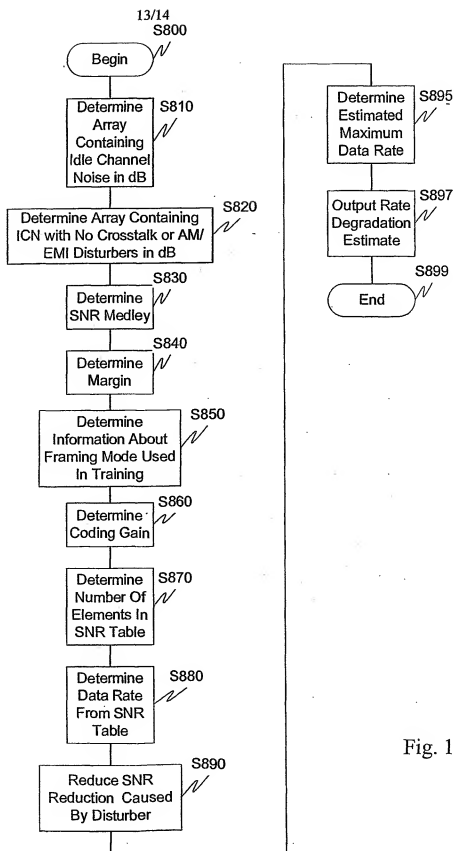 13/14
S800
Begin
S810
Determine
Array
Containing
Idle Channel
Noise in dB
S820
Determine Array Containing
ICN with No Crosstalk or AM/
EMI Disturbers in dB
S830
Determine
SNR Medley
S840
Determine
Margin
S850
Determine
Information About
Framing Mode Used
In Training
S860
Determine
Coding Gain
S870
Determine
Number Of
Elements In
SNR Table
S880
Determine
Data Rate
From SNR
Table
S890
Reduce SNR
Reduction Caused
By Disturber
S895
Determine
Estimated
Maximum
Data Rate
S897
Output Rate
Degradation
Estimate
S899
End
Fig. 1